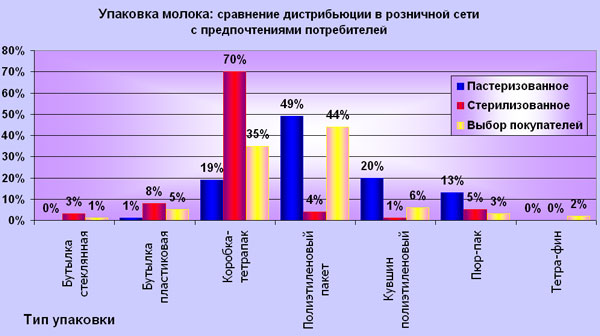 Упаковка молока: сравнение дистрибьюции в розничной сети
с предпочтениями потребителей
80%
70%
60%
50%
40%
30%
20%
10%
0%
Пастеризованное
Стерилизованное
Выбор покупателей
0% 3% 1%
1% 8% 5%
19% 70% 35%
49% 4% 44%
20% 1% 6%
13% 5% 3%
0% 0% 2%
Бутылка
стеклянная
Бутылка
пластиковая
Коробка-
тетрапак
Полиэтиленовый
пакет
Кувшин
полиэтиленовый
Пюр-пак
Тетра-фин
Тип упаковки